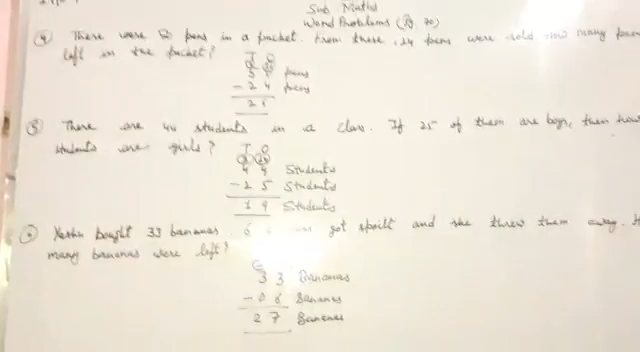 Sub Maths
Word Problems
④ There were 50 pens in a packet. From these, 24 pens were sold how many pens
left in the packet?
T O
5 0 pens
- 2 4 pens
2 6
⑤ There are 44 students in a class. If 25 of them are boys, then how
students are girls?
T O
4 4 Students
- 2 5 Students
1 9 Students
bought 33 bananas. 6 got spoilt and she threw them away. H
many bananas were left?
3 3 Bananas
- 0 6 Bananas
2 7 Bananas